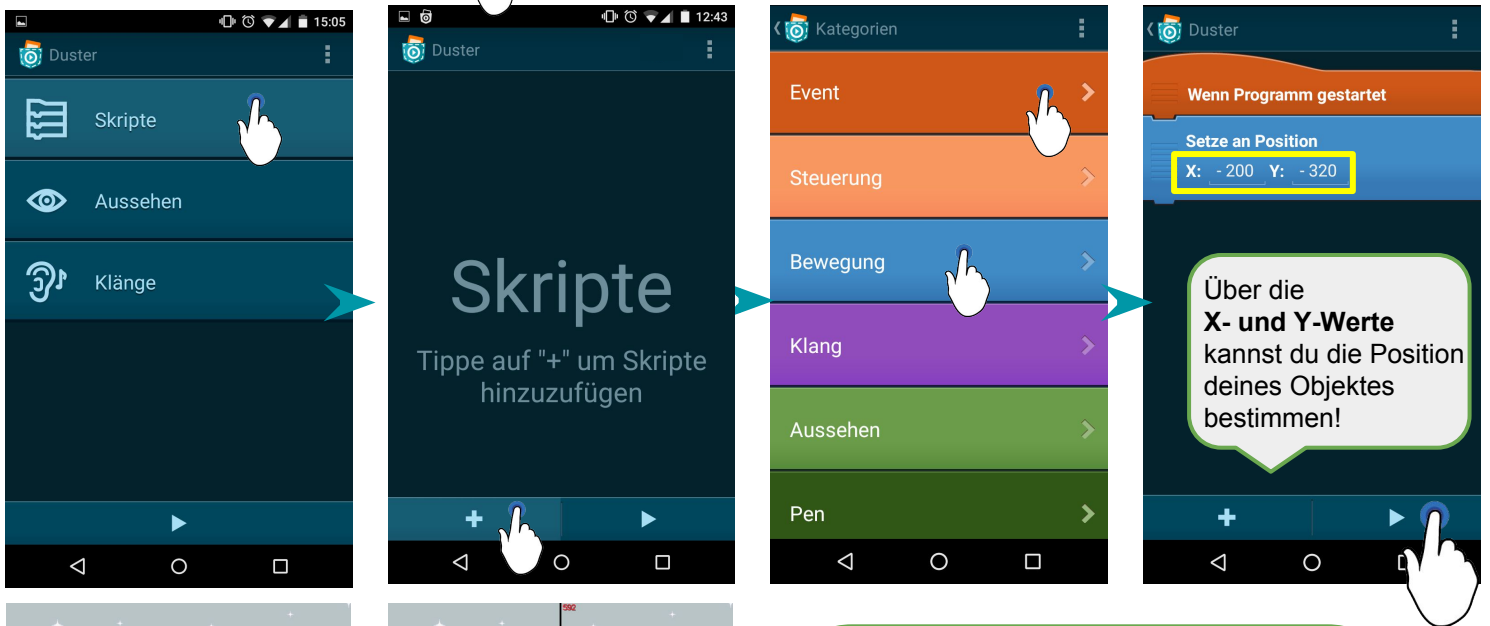 15:05
Duster
Skripte
Aussehen
Klänge
12:43
Duster
Skripte
Tippe auf "+" um Skripte
hinzuzufügen
Kategorien
Event
Steuerung
Bewegung
Klang
Aussehen
Pen
Duster
Wenn Programm gestartet
Setze an Position
X: - 200 Y: - 320
Über die
X- und Y-Werte
kannst du die Position
deines Objektes
bestimmen!
592